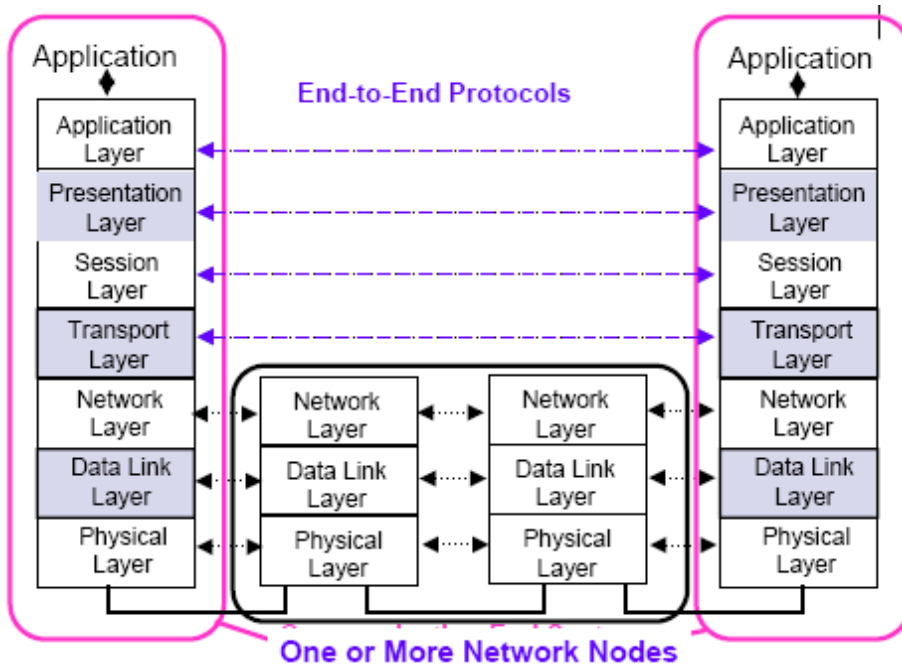 Application
Application
End-to-End Protocols
Application
Layer
Presentation
Layer
Session
Layer
Transport
Layer
Network
Layer
Data Link
Layer
Physical
Layer
Network
Layer
Data Link
Layer
Physical
Layer
Network
Layer
Data Link
Layer
Physical
Layer
Application
Layer
Presentation
Layer
Session
Layer
Transport
Layer
Network
Layer
Data Link
Layer
Physical
Layer
One or More Network Nodes